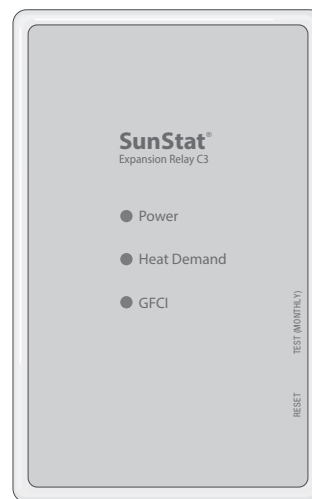 SunStat®
Expansion Relay C3
Power
Heat Demand
GFCI
TEST (MONTHLY)
RESET